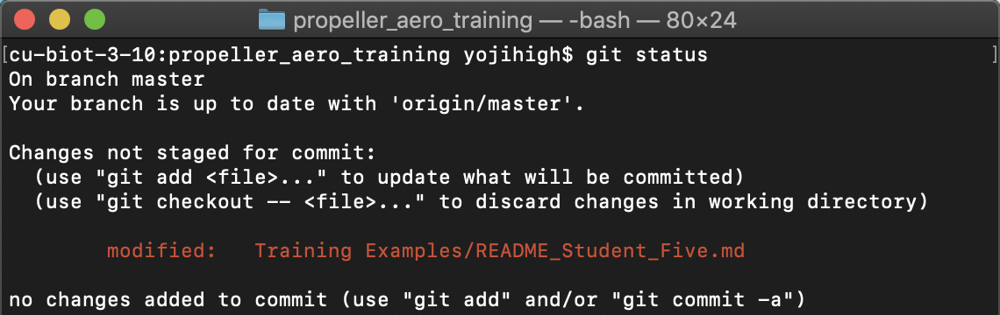 propeller_aero_training — -bash — 80×24
[cu-biot-3-10:propeller_aero_training yojihigh$ git status ]
On branch master
Your branch is up to date with 'origin/master'.
Changes not staged for commit:
  (use "git add <file>..." to update what will be committed)
  (use "git checkout -- <file>..." to discard changes in working directory)
        modified:   Training Examples/README_Student_Five.md
no changes added to commit (use "git add" and/or "git commit -a")